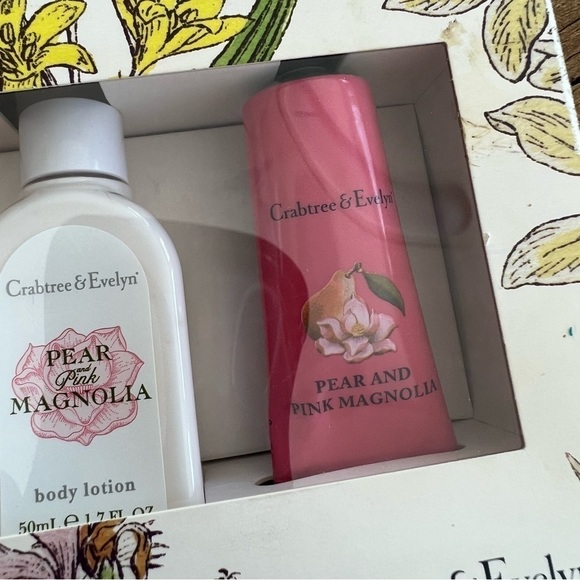 Crabtree & Evelyn®
PEAR
and
Pink
MAGNOLIA
body lotion
50mL ℮ 1.7 FL OZ
Crabtree & Evelyn®
PEAR AND
PINK MAGNOLIA
& Evelyn